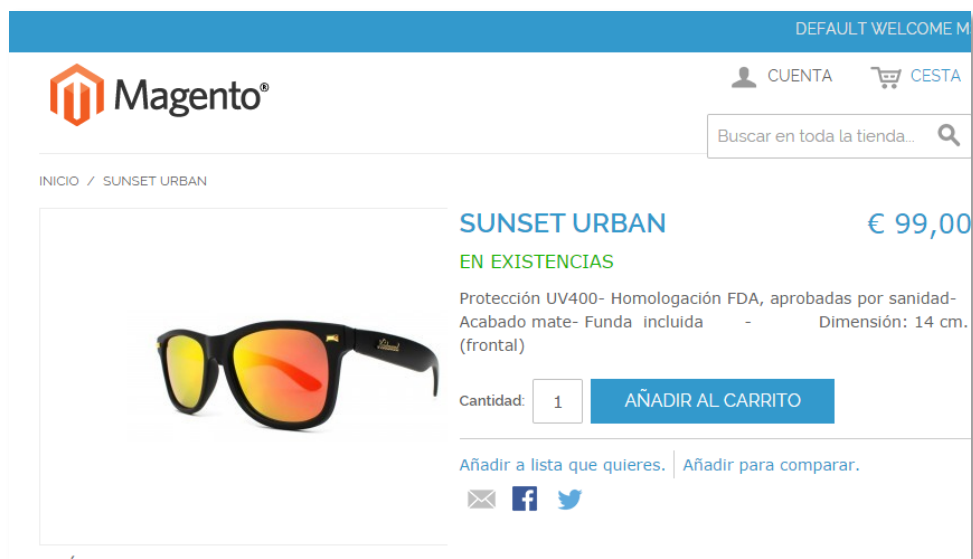 DEFAULT WELCOME
Magento®
CUENTA CESTA
Buscar en toda la tienda...
INICIO / SUNSET URBAN
SUNSET URBAN € 99,00
EN EXISTENCIAS
Protección UV400- Homologación FDA, aprobadas por sanidad-
Acabado mate- Funda incluida - Dimensión: 14 cm.
(frontal)
Cantidad: 1 AÑADIR AL CARRITO
Añadir a lista que quieres. Añadir para comparar.